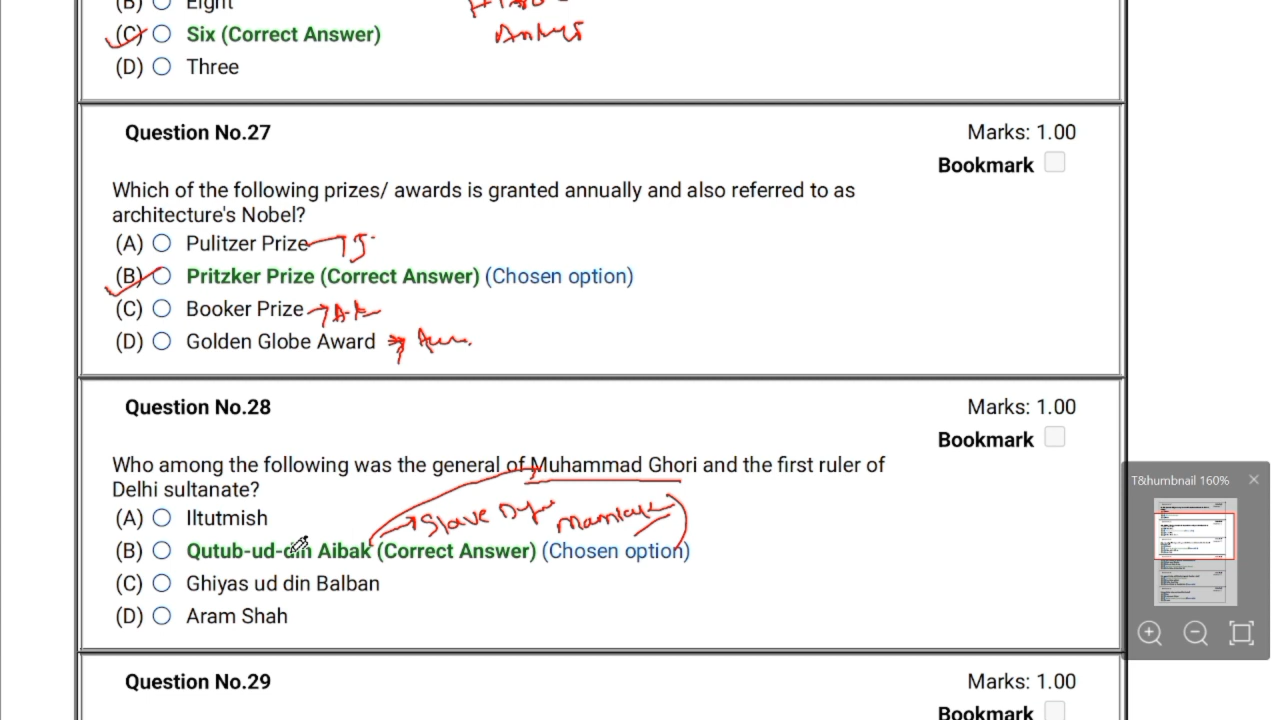 (B) Eight
(C) Six (Correct Answer)
(D) Three
Question No.27
Marks: 1.00
Bookmark
Which of the following prizes/ awards is granted annually and also referred to as
architecture's Nobel?
(A) Pulitzer Prize
(B) Pritzker Prize (Correct Answer) (Chosen option)
(C) Booker Prize
(D) Golden Globe Award
Question No.28
Marks: 1.00
Bookmark
Who among the following was the general of Muhammad Ghori and the first ruler of
Delhi sultanate?
Slave
(A) Iltutmish
(B) Qutub-ud-din Aibak (Correct Answer) (Chosen option)
(C) Ghiyas ud din Balban
(D) Aram Shah
Question No.29
Marks: 1.00
Bookmark
T&humbnail 160%